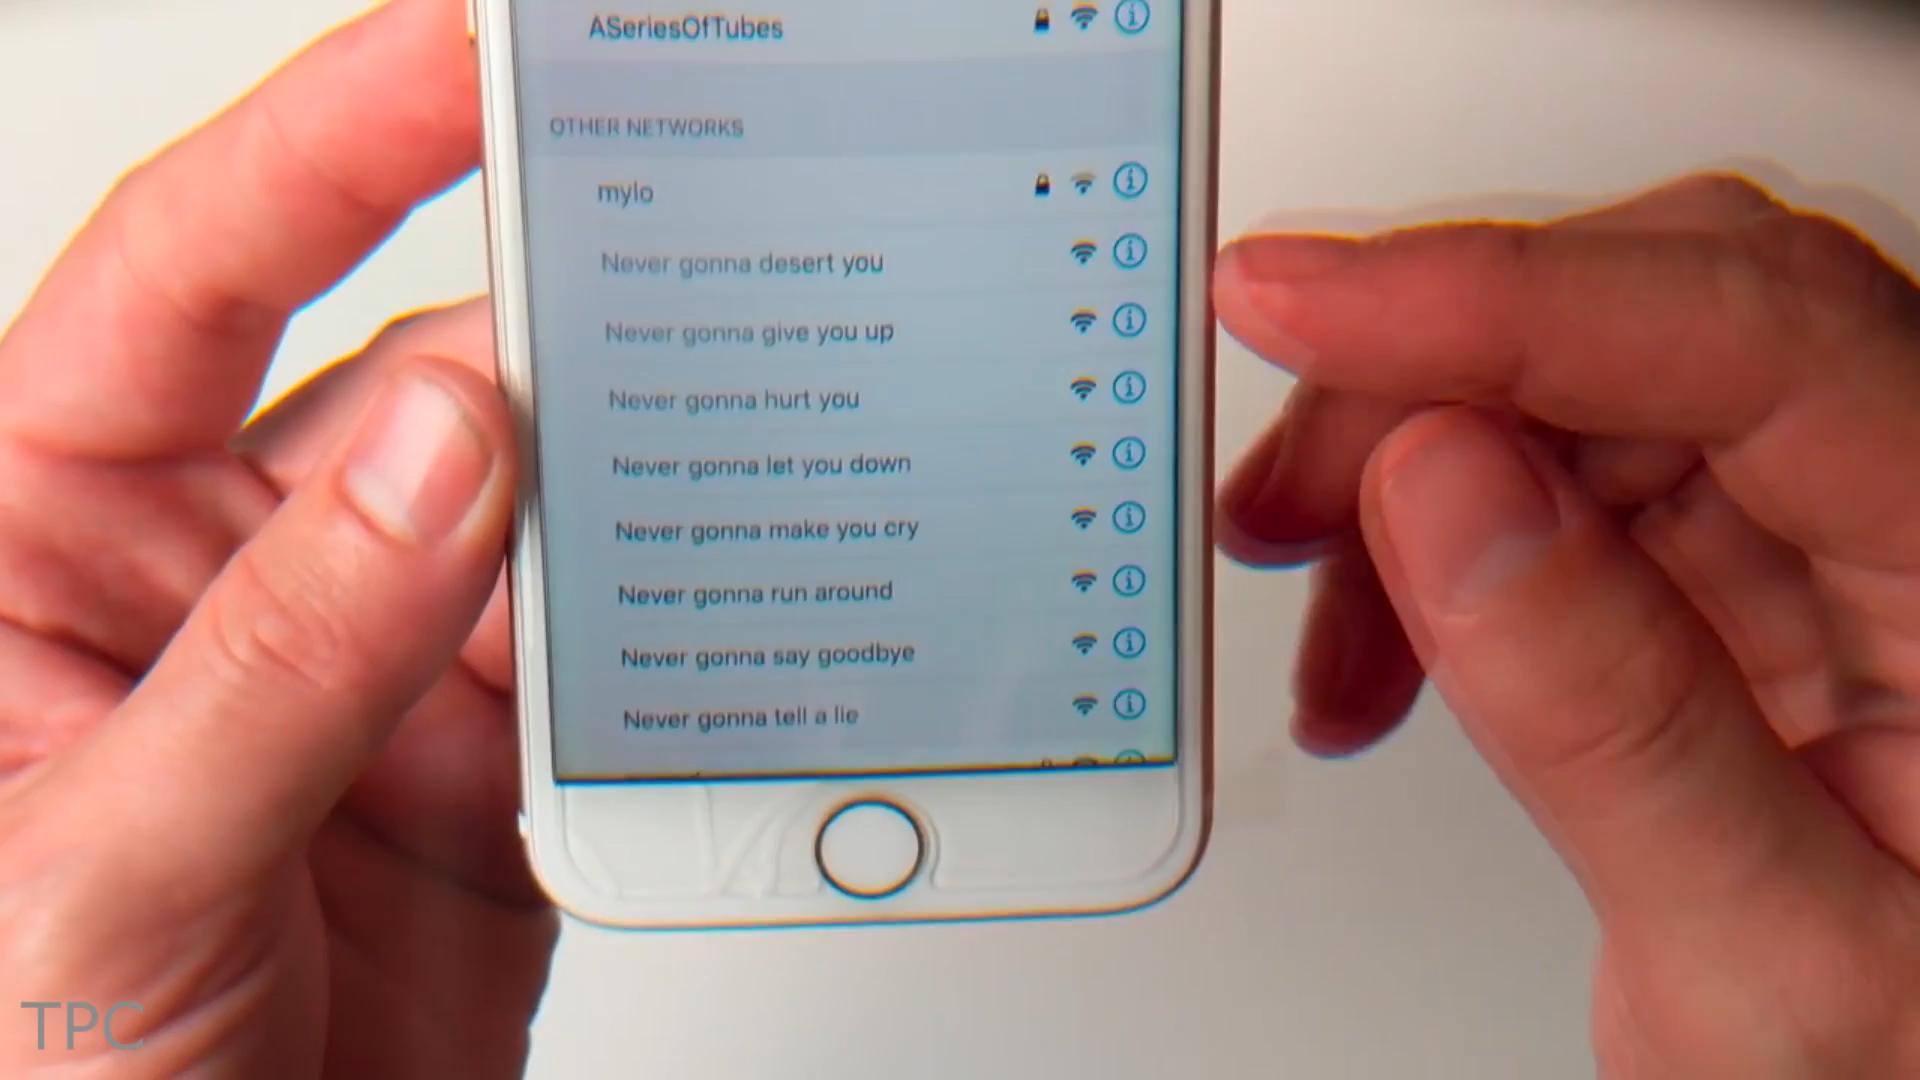 ASeriesOfTubes
OTHER NETWORKS
mylo
Never gonna desert you
Never gonna give you up
Never gonna hurt you
Never gonna let you down
Never gonna make you cry
Never gonna run around
Never gonna say goodbye
Never gonna tell a lie
TPC